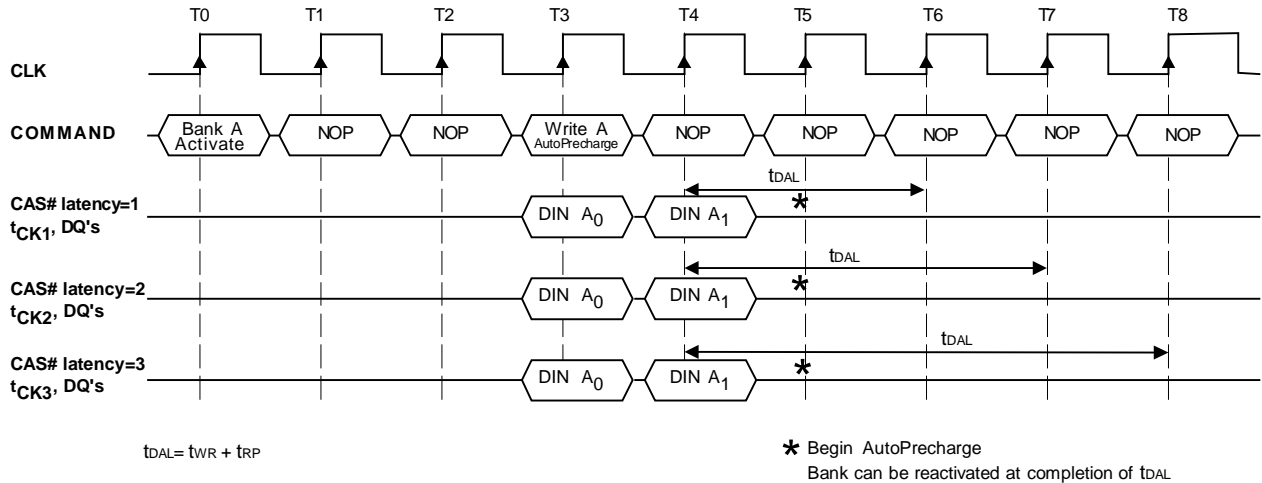 T0 T1 T2 T3 T4 T5 T6 T7 T8
CLK
COMMAND
Bank A Activate NOP NOP Write A AutoPrecharge NOP NOP NOP NOP NOP
tDAL
CAS# latency=1
tCK1, DQ's
DIN A0 DIN A1 *
tDAL
CAS# latency=2
tCK2, DQ's
DIN A0 DIN A1 *
tDAL
CAS# latency=3
tCK3, DQ's
DIN A0 DIN A1 *
tDAL= tWR + tRP
* Begin AutoPrecharge
Bank can be reactivated at completion of tDAL